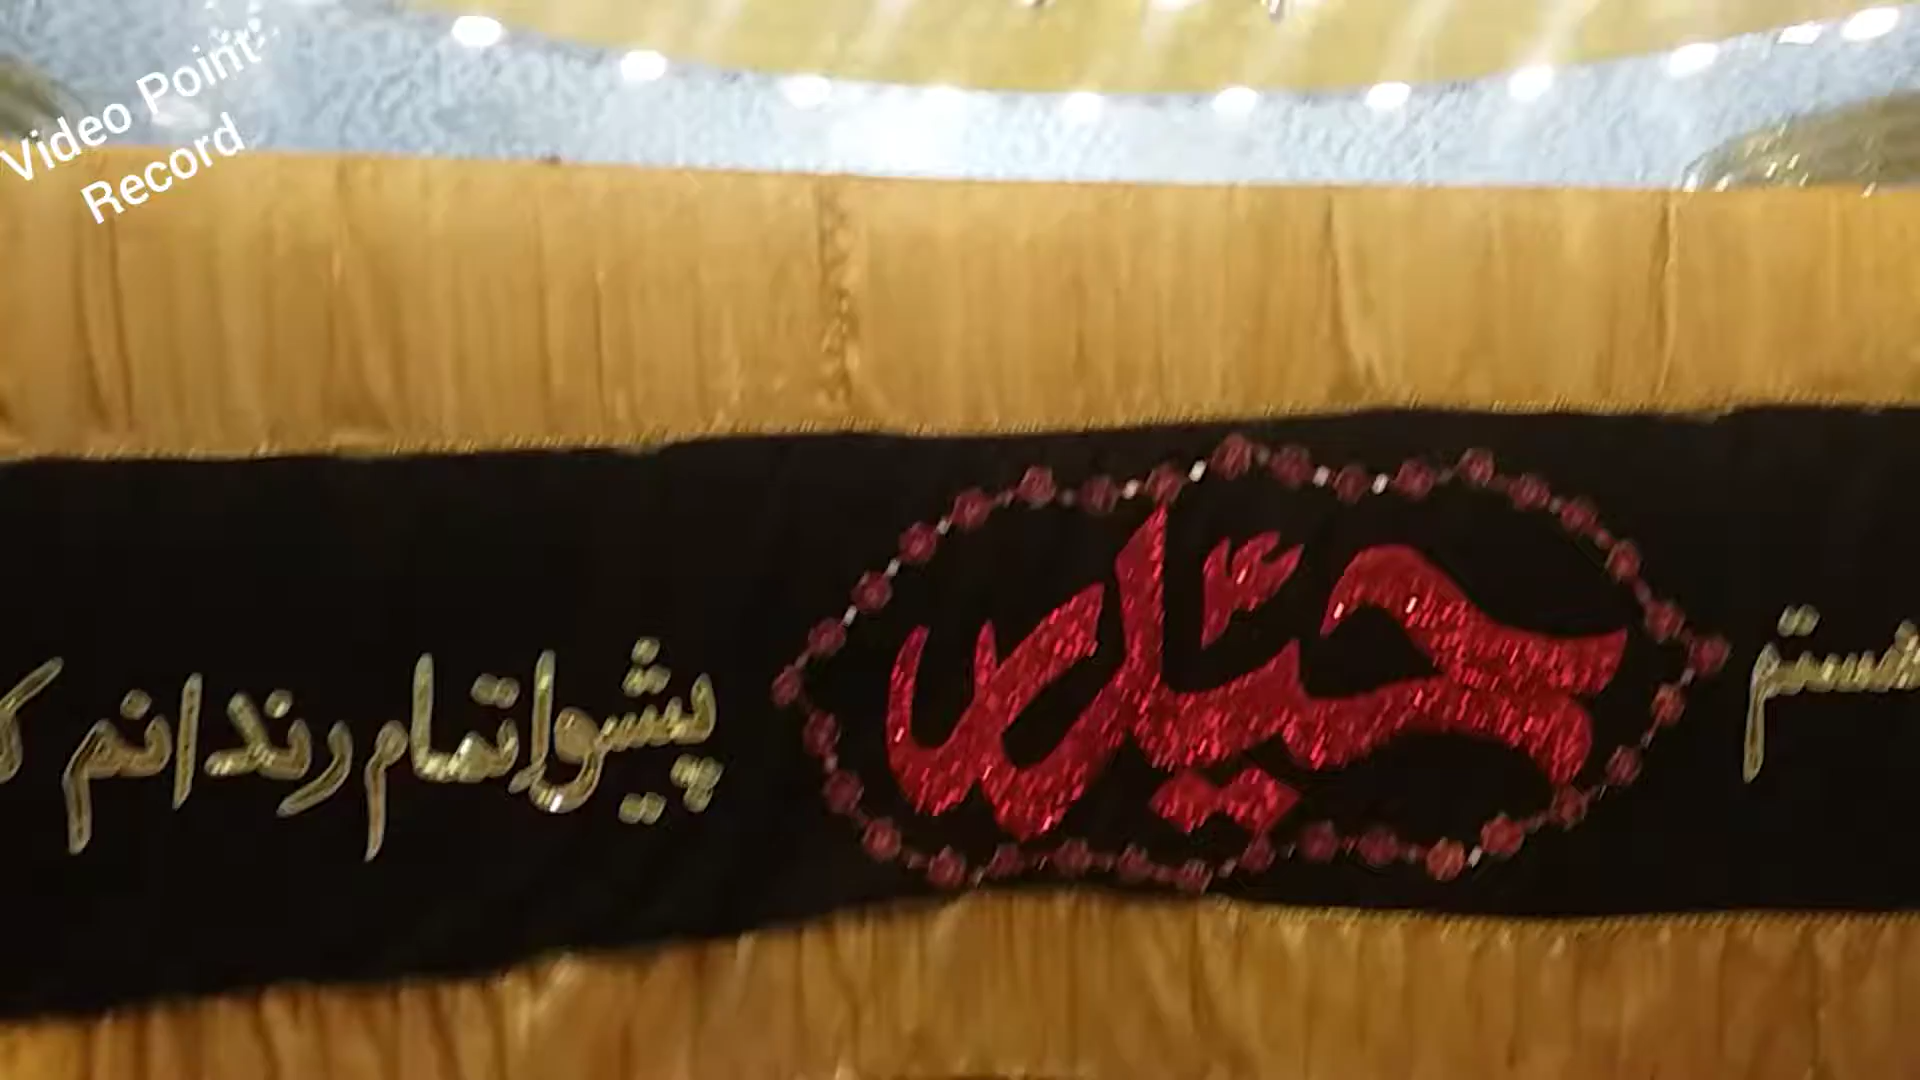 Video Point
Record
هستم
حیدر
پیشوا تمام رندانم